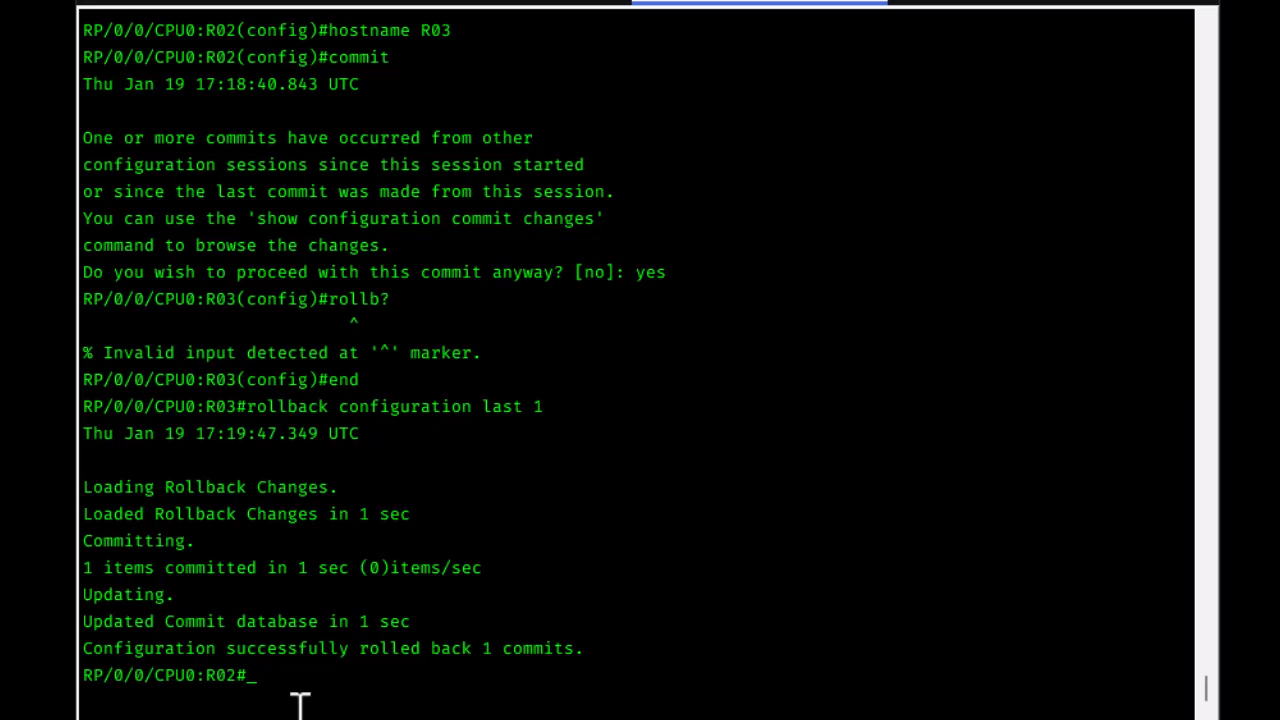 RP/0/0/CPU0:R02(config)#hostname R03
RP/0/0/CPU0:R02(config)#commit
Thu Jan 19 17:18:40.843 UTC
One or more commits have occurred from other
configuration sessions since this session started
or since the last commit was made from this session.
You can use the 'show configuration commit changes'
command to browse the changes.
Do you wish to proceed with this commit anyway? [no]: yes
RP/0/0/CPU0:R03(config)#rollb?
^
% Invalid input detected at '^' marker.
RP/0/0/CPU0:R03(config)#end
RP/0/0/CPU0:R03#rollback configuration last 1
Thu Jan 19 17:19:47.349 UTC
Loading Rollback Changes.
Loaded Rollback Changes in 1 sec
Committing.
1 items committed in 1 sec (0)items/sec
Updating.
Updated Commit database in 1 sec
Configuration successfully rolled back 1 commits.
RP/0/0/CPU0:R02#_